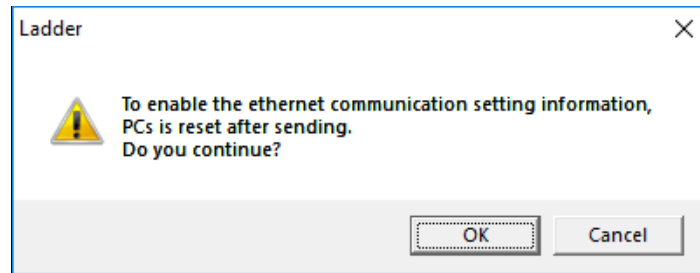 Ladder
To enable the ethernet communication setting information,
PCs is reset after sending.
Do you continue?
OK
Cancel